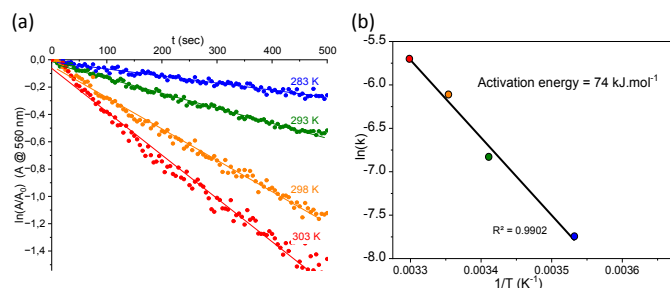 (a)
t (sec)
0 100 200 300 400 500
0,0
−0,2
−0,4
−0,6
−0,8
−1,0
−1,2
−1,4
ln(A/A₀) (A @ 560 nm)
283 K
293 K
298 K
303 K
(b)
-5.5
-6.0
-6.5
-7.0
-7.5
-8.0
ln(k)
Activation energy = 74 kJ.mol⁻¹
R² = 0.9902
0.0033 0.0034 0.0035 0.0036
1/T (K⁻¹)